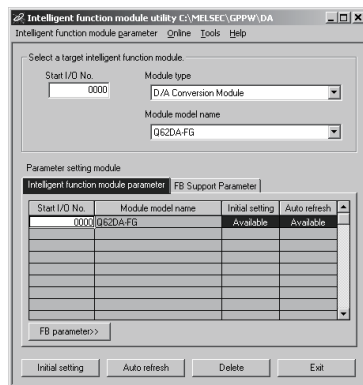 Intelligent function module utility C:\MELSEC\GPPW\DA
Intelligent function module parameter Online Tools Help
Select a target intelligent function module.
Start I/O No.
0000
Module type
D/A Conversion Module
Module model name
Q62DA-FG
Parameter setting module
Intelligent function module parameter FB Support Parameter
Start I/O No. Module model name Initial setting Auto refresh
0000 Q62DA-FG Available Available
FB parameter>>
Initial setting Auto refresh Delete Exit